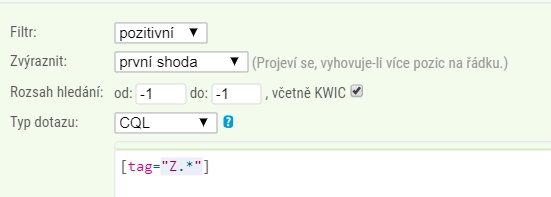 Filtr: pozitivní
Zvýraznit: první shoda (Projeví se, vyhovuje-li více pozic na řádku.)
Rozsah hledání: od: -1 do: -1 , včetně KWIC
Typ dotazu: CQL ?
[tag="Z.*"]